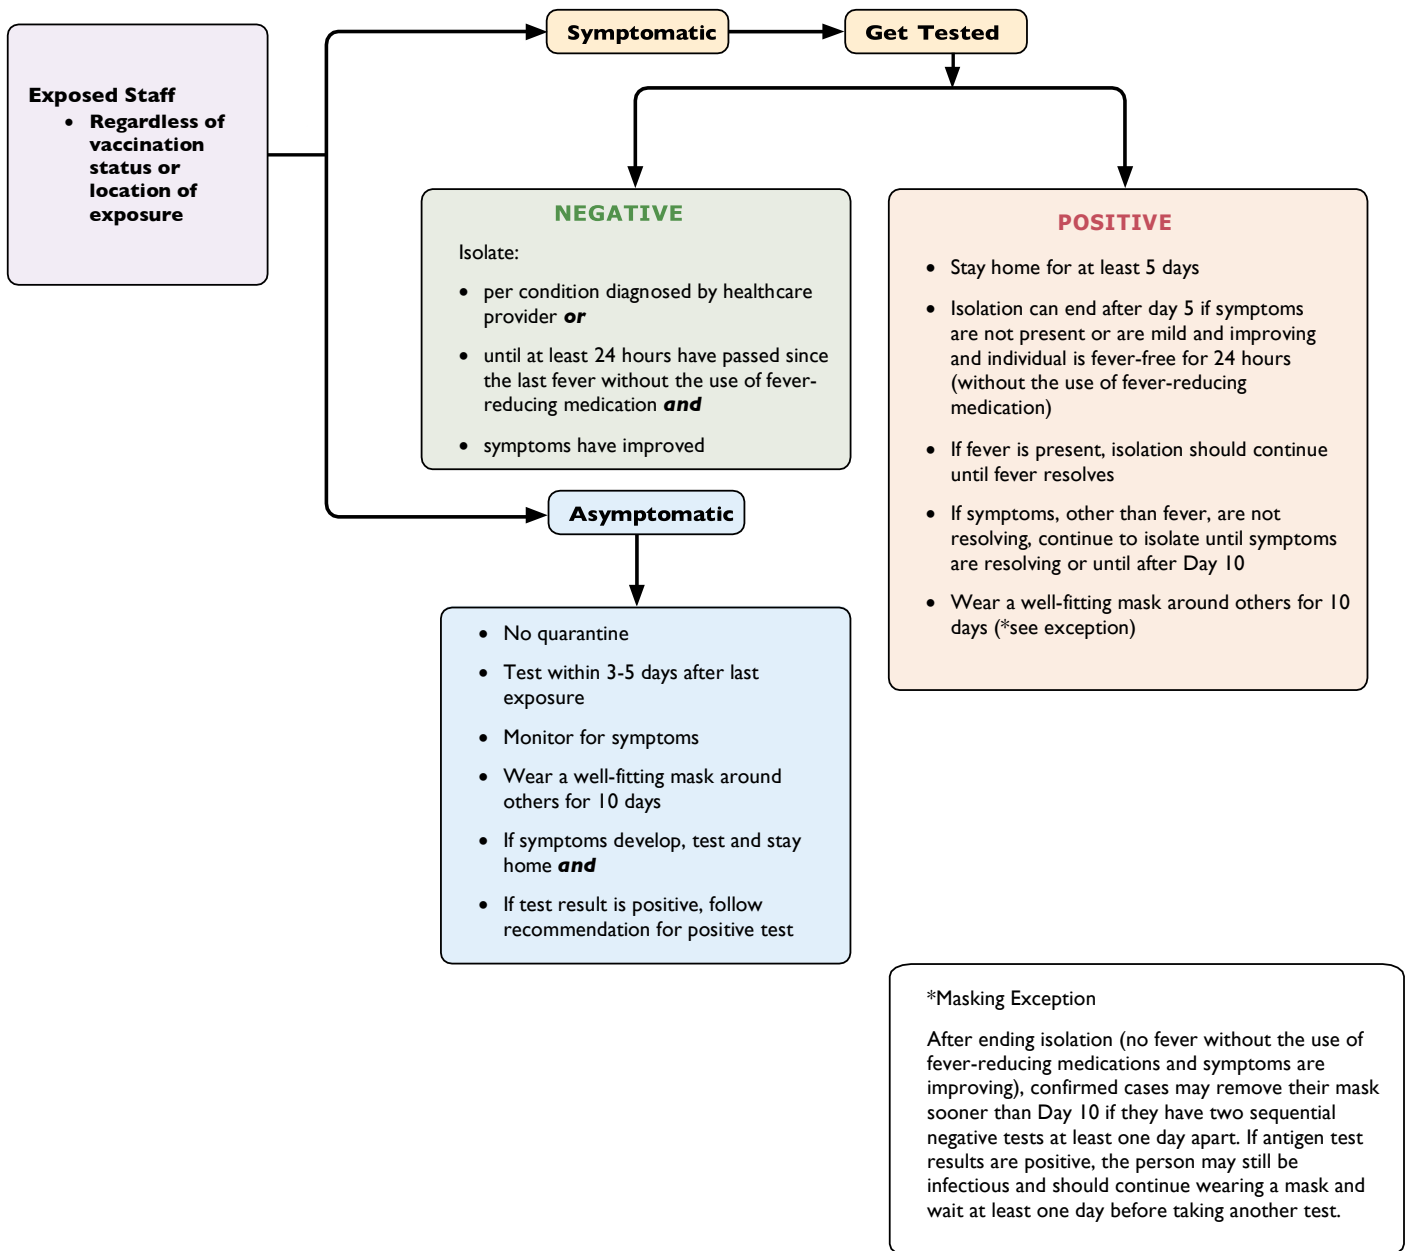 Symptomatic
Get Tested
Exposed Staff
• Regardless of
vaccination
status or
location of
exposure
NEGATIVE
Isolate:
• per condition diagnosed by healthcare
provider or
• until at least 24 hours have passed since
the last fever without the use of fever-
reducing medication and
• symptoms have improved
POSITIVE
• Stay home for at least 5 days
• Isolation can end after day 5 if symptoms
are not present or are mild and improving
and individual is fever-free for 24 hours
(without the use of fever-reducing
medication)
• If fever is present, isolation should continue
until fever resolves
• If symptoms, other than fever, are not
resolving, continue to isolate until symptoms
are resolving or until after Day 10
• Wear a well-fitting mask around others for 10
days (*see exception)
Asymptomatic
• No quarantine
• Test within 3-5 days after last
exposure
• Monitor for symptoms
• Wear a well-fitting mask around
others for 10 days
• If symptoms develop, test and stay
home and
• If test result is positive, follow
recommendation for positive test
*Masking Exception
After ending isolation (no fever without the use of
fever-reducing medications and symptoms are
improving), confirmed cases may remove their mask
sooner than Day 10 if they have two sequential
negative tests at least one day apart. If antigen test
results are positive, the person may still be
infectious and should continue wearing a mask and
wait at least one day before taking another test.